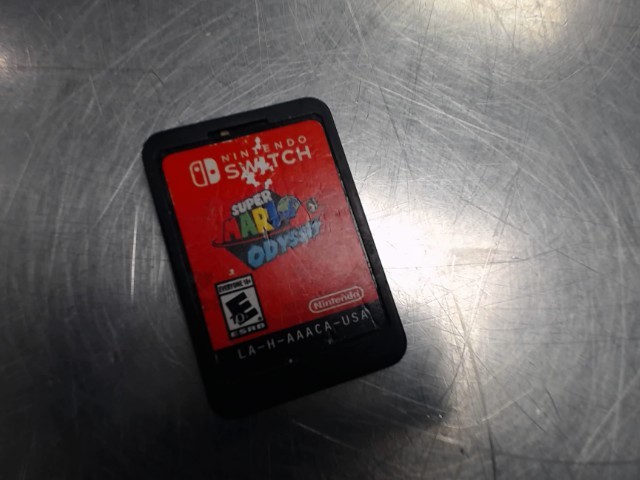 NINTENDO
SWITCH
SUPER
MARIO
ODYSSEY
EVERYONE 10+
E
ESRB
Nintendo
LA-H-AAACA-USA